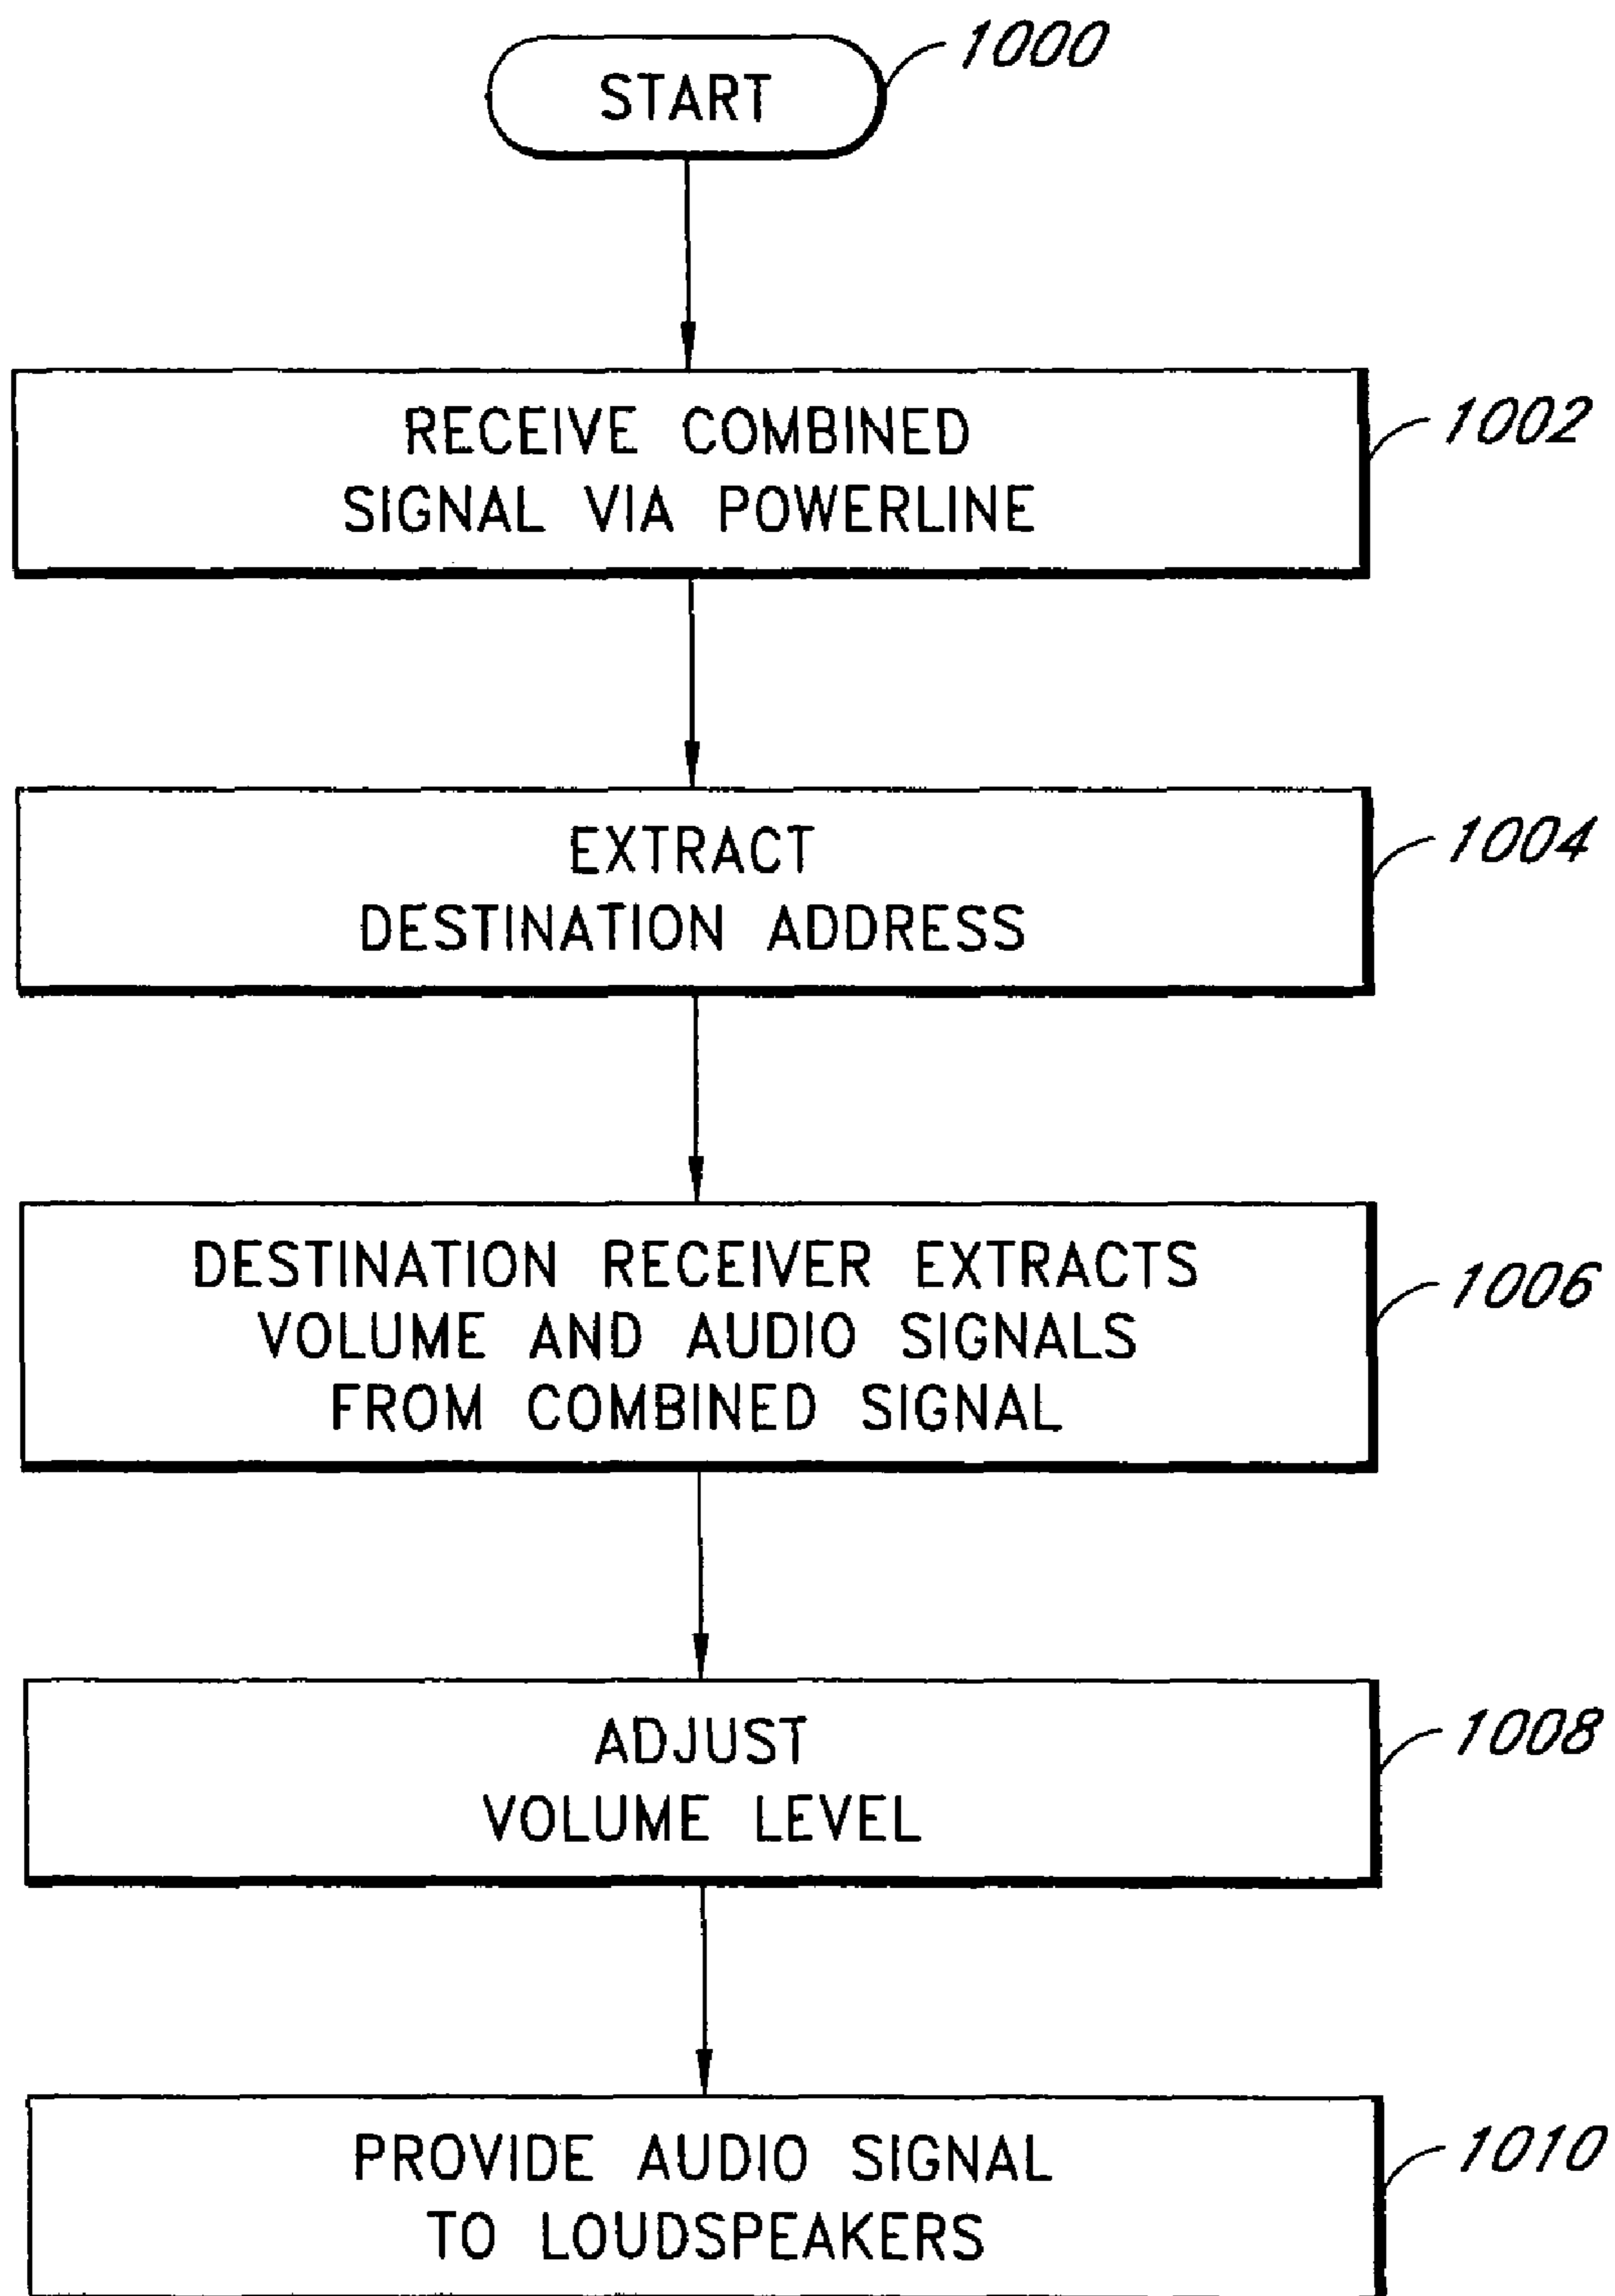 START
1000
RECEIVE COMBINED
SIGNAL VIA POWERLINE
1002
EXTRACT
DESTINATION ADDRESS
1004
DESTINATION RECEIVER EXTRACTS
VOLUME AND AUDIO SIGNALS
FROM COMBINED SIGNAL
1006
ADJUST
VOLUME LEVEL
1008
PROVIDE AUDIO SIGNAL
TO LOUDSPEAKERS
1010